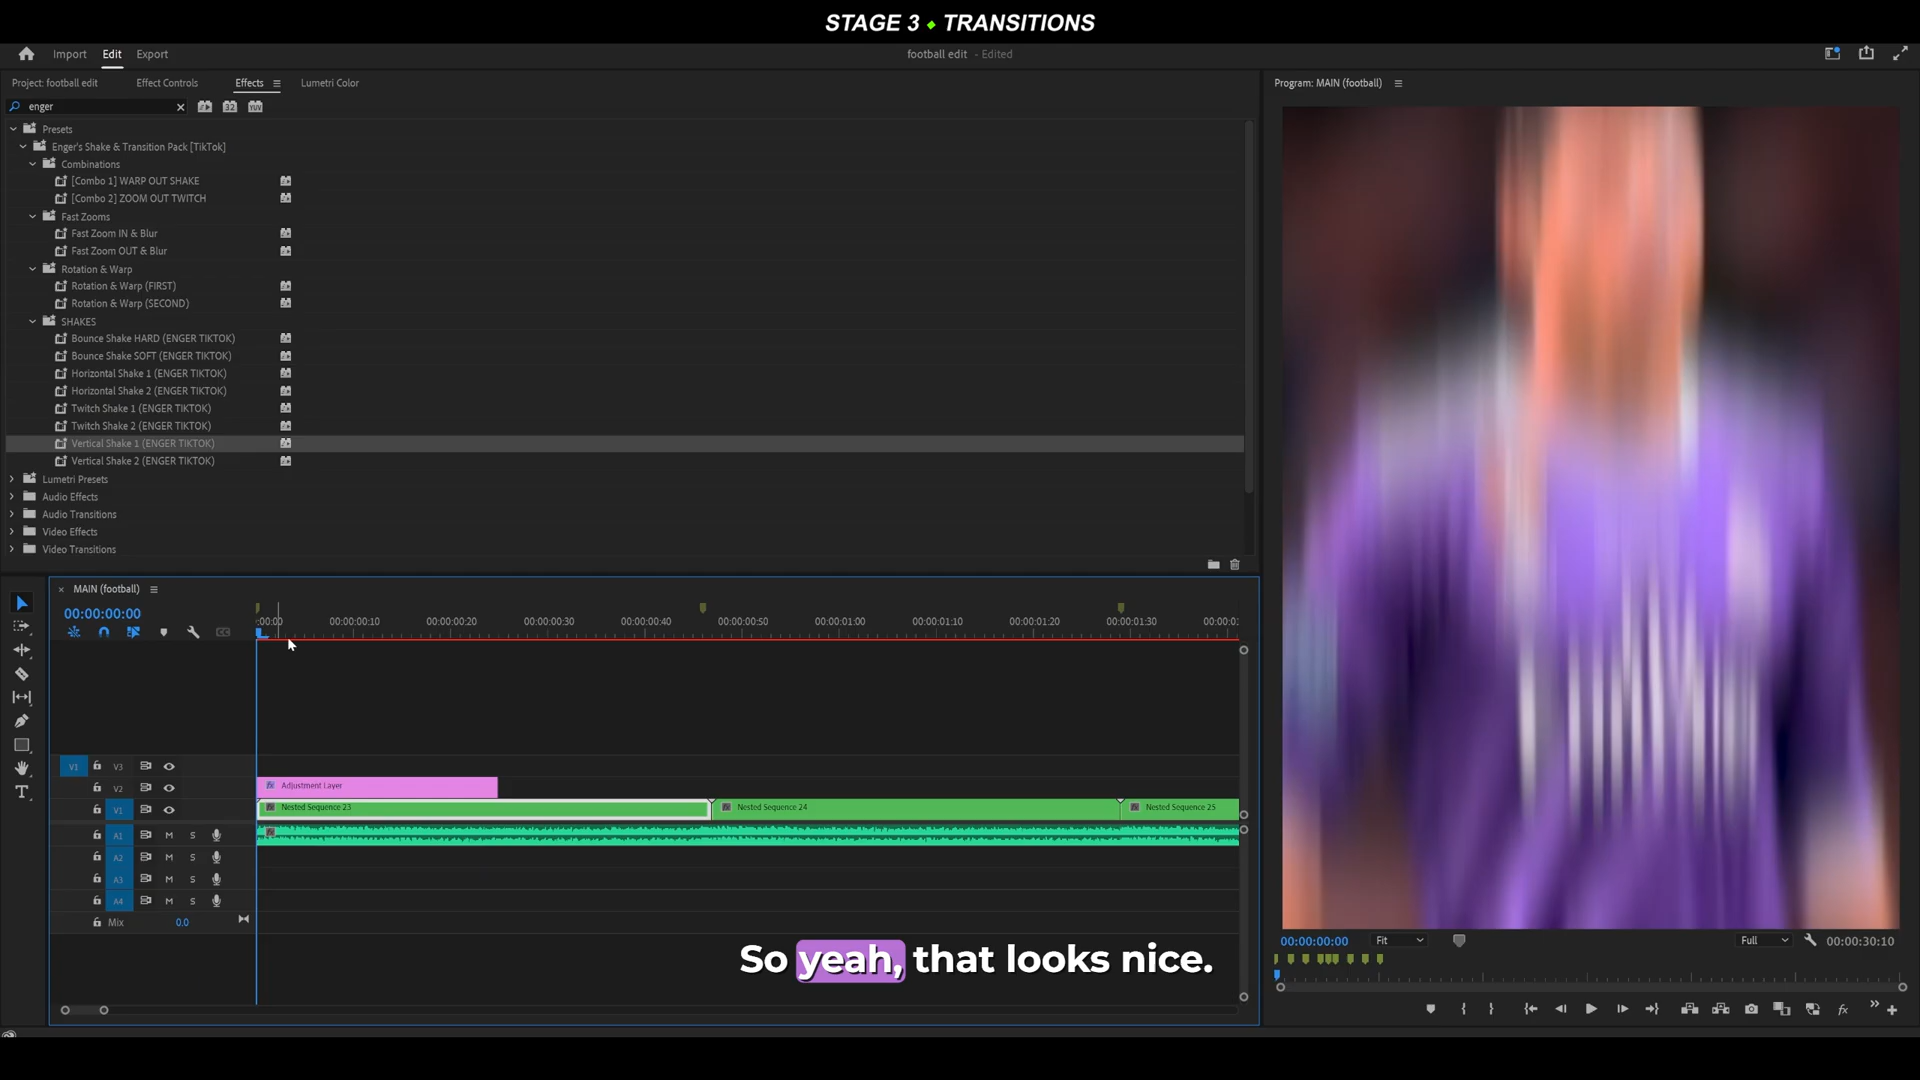 STAGE 3 ◆ TRANSITIONS
Import Edit Export
football edit - Edited
Project: football edit Effect Controls Effects Lumetri Color
Program: MAIN (football)
enger
32 YUV
Presets
Enger's Shake & Transition Pack [TikTok]
Combinations
[Combo 1] WARP OUT SHAKE
[Combo 2] ZOOM OUT TWITCH
Fast Zooms
Fast Zoom IN & Blur
Fast Zoom OUT & Blur
Rotation & Warp
Rotation & Warp (FIRST)
Rotation & Warp (SECOND)
SHAKES
Bounce Shake HARD (ENGER TIKTOK)
Bounce Shake SOFT (ENGER TIKTOK)
Horizontal Shake 1 (ENGER TIKTOK)
Horizontal Shake 2 (ENGER TIKTOK)
Twitch Shake 1 (ENGER TIKTOK)
Twitch Shake 2 (ENGER TIKTOK)
Vertical Shake 1 (ENGER TIKTOK)
Vertical Shake 2 (ENGER TIKTOK)
Lumetri Presets
Audio Effects
Audio Transitions
Video Effects
Video Transitions
× MAIN (football)
00:00:00:00
:00:00 00:00:00:10 00:00:00:20 00:00:00:30 00:00:00:40 00:00:00:50 00:00:01:00 00:00:01:10 00:00:01:20 00:00:01:30 00:00:0
V1 V3
V2 Adjustment Layer
V1 Nested Sequence 23 Nested Sequence 24 Nested Sequence 25
A1 M S
A2 M S
A3 M S
A4 M S
Mix 0.0
So yeah, that looks nice.
00:00:00:00 Fit Full 00:00:30:10
fx